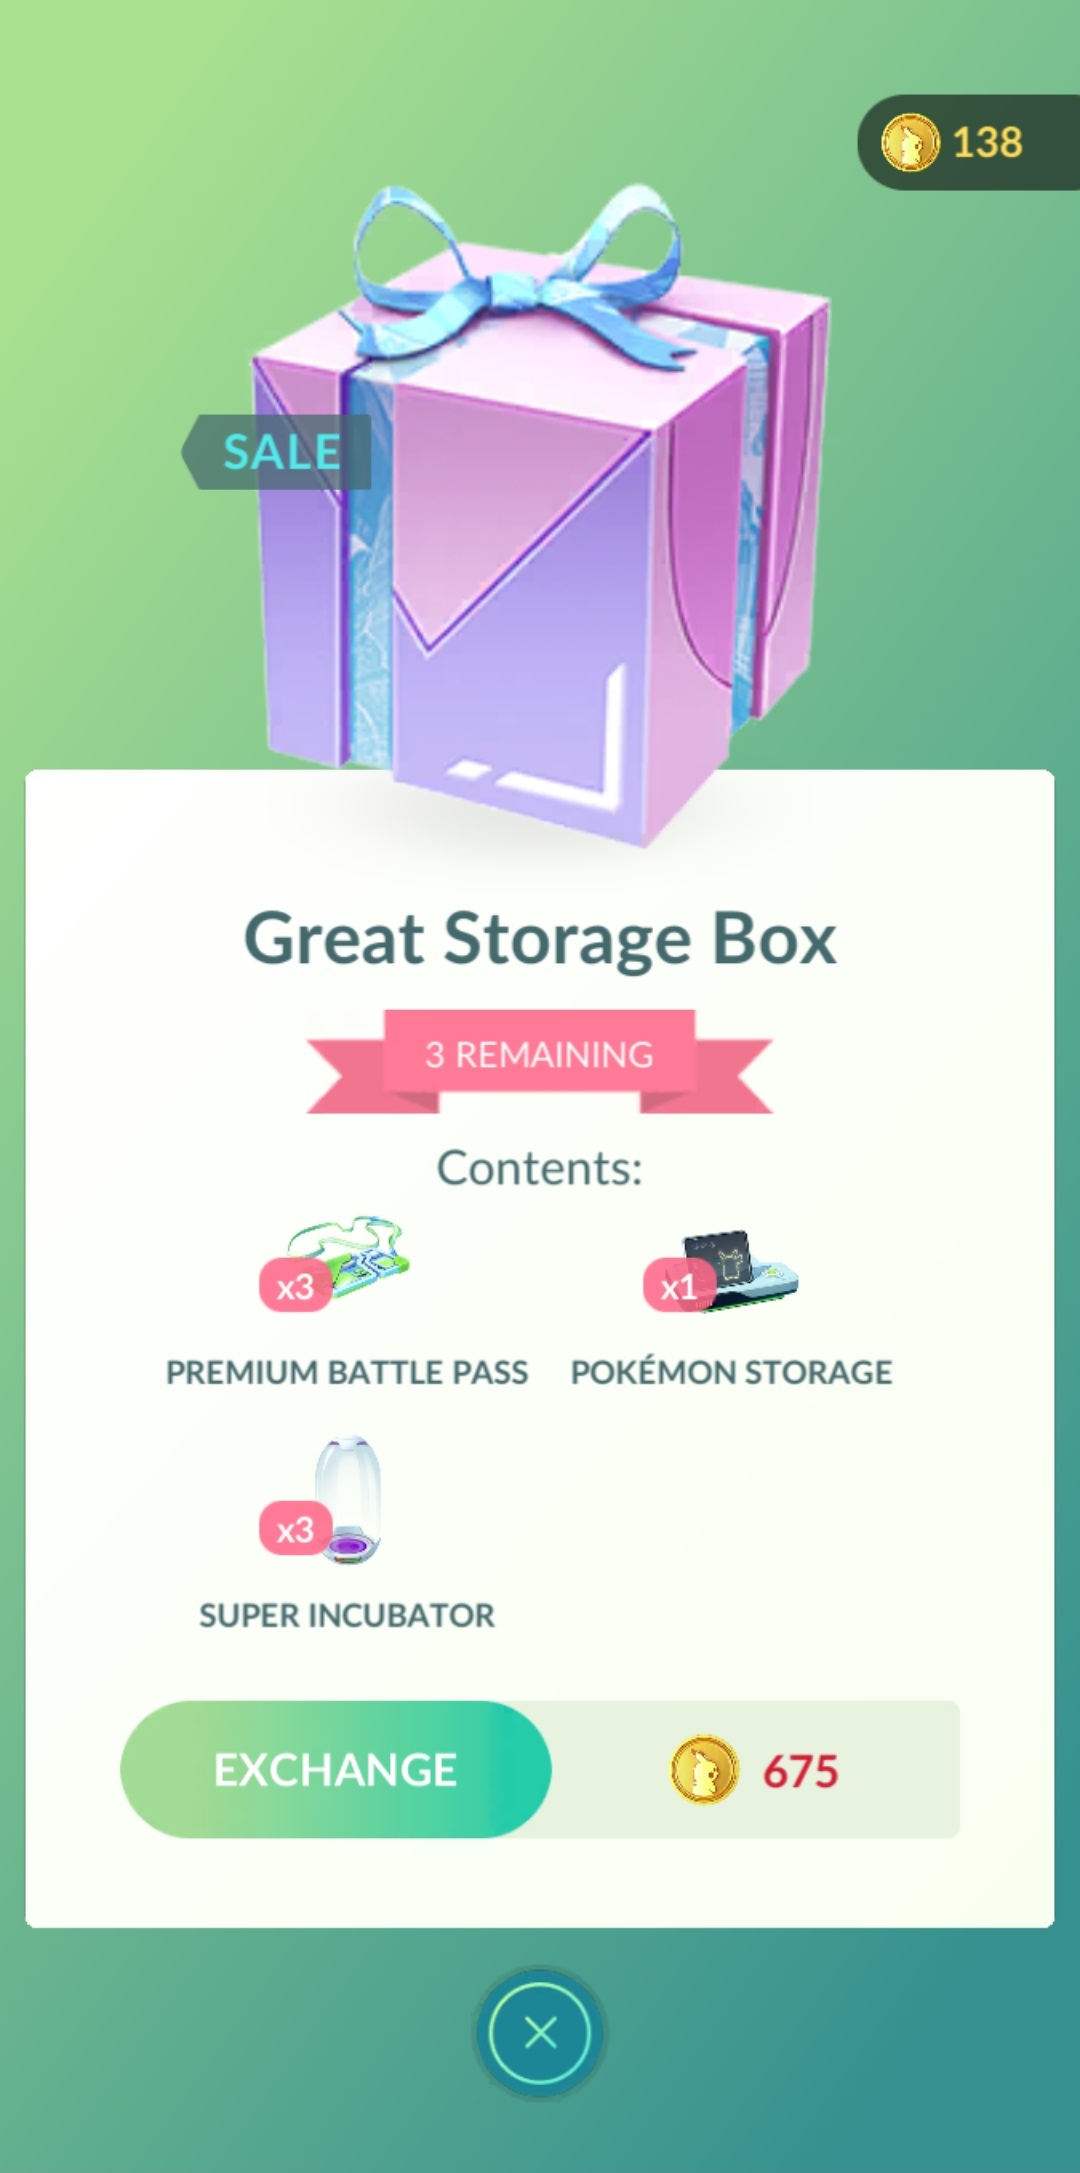 138
SALE
Great Storage Box
3 REMAINING
Contents:
x3 x1
PREMIUM BATTLE PASS POKÉMON STORAGE
x3
SUPER INCUBATOR
EXCHANGE 675